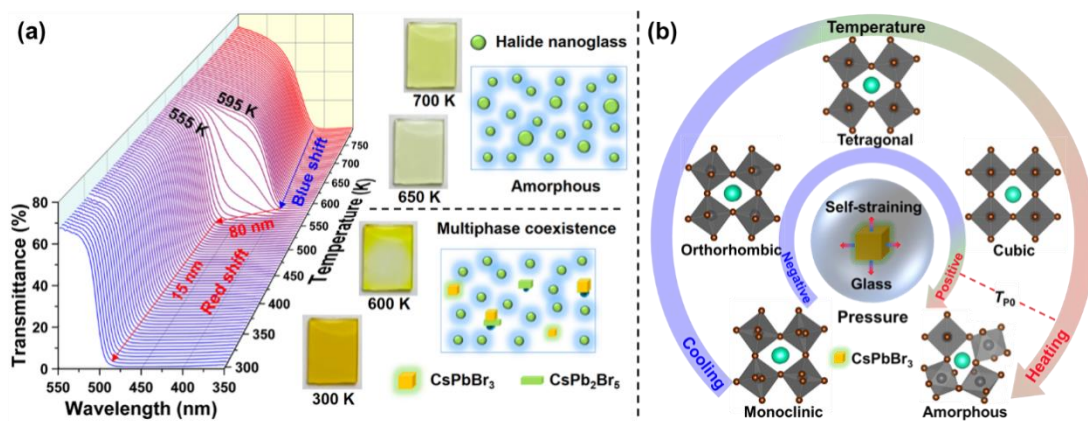 (a)
Transmittance (%)
80
60
40
20
0
550
500
450
400
350
Wavelength (nm)
300
350
400
450
500
550
600
650
700
750
Temperature (K)
555 K
595 K
Blue shift
80 nm
15 nm
Red shift
700 K
650 K
600 K
300 K
Halide nanoglass
Amorphous
Multiphase coexistence
CsPbBr3
CsPb2Br5
(b)
Temperature
Tetragonal
Orthorhombic
Cubic
Self-straining
Glass
Negative
Positive
Pressure
TP0
Cooling
Heating
CsPbBr3
Monoclinic
Amorphous